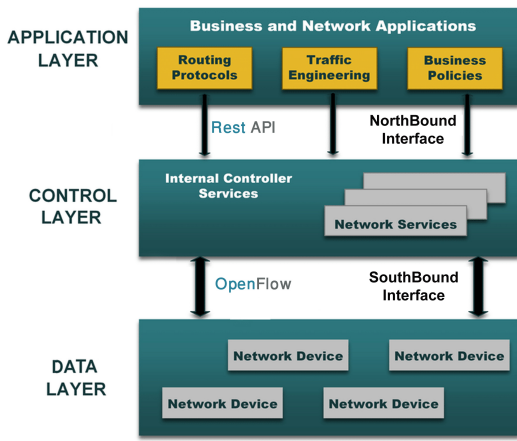 APPLICATION
LAYER
Business and Network Applications
Routing
Protocols
Traffic
Engineering
Business
Policies
Rest API
NorthBound
Interface
CONTROL
LAYER
Internal Controller
Services
Network Services
OpenFlow
SouthBound
Interface
DATA
LAYER
Network Device
Network Device
Network Device
Network Device